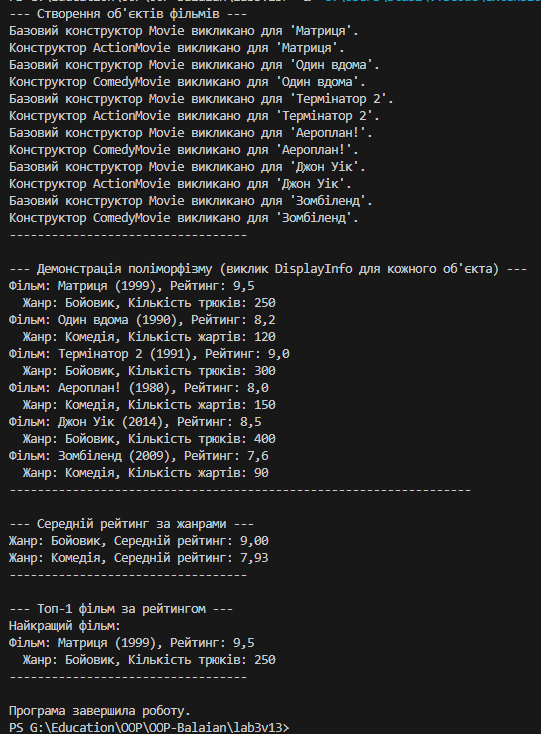 --- Створення об'єктів фільмів ---
Базовий конструктор Movie викликано для 'Матриця'.
Конструктор ActionMovie викликано для 'Матриця'.
Базовий конструктор Movie викликано для 'Один вдома'.
Конструктор ComedyMovie викликано для 'Один вдома'.
Базовий конструктор Movie викликано для 'Термінатор 2'.
Конструктор ActionMovie викликано для 'Термінатор 2'.
Базовий конструктор Movie викликано для 'Аероплан!'.
Конструктор ComedyMovie викликано для 'Аероплан!'.
Базовий конструктор Movie викликано для 'Джон Уік'.
Конструктор ActionMovie викликано для 'Джон Уік'.
Базовий конструктор Movie викликано для 'Зомбіленд'.
Конструктор ComedyMovie викликано для 'Зомбіленд'.
----------------------------------
--- Демонстрація поліморфізму (виклик DisplayInfo для кожного об'єкта) ---
Фільм: Матриця (1999), Рейтинг: 9,5
  Жанр: Бойовик, Кількість трюків: 250
Фільм: Один вдома (1990), Рейтинг: 8,2
  Жанр: Комедія, Кількість жартів: 120
Фільм: Термінатор 2 (1991), Рейтинг: 9,0
  Жанр: Бойовик, Кількість трюків: 300
Фільм: Аероплан! (1980), Рейтинг: 8,0
  Жанр: Комедія, Кількість жартів: 150
Фільм: Джон Уік (2014), Рейтинг: 8,5
  Жанр: Бойовик, Кількість трюків: 400
Фільм: Зомбіленд (2009), Рейтинг: 7,6
  Жанр: Комедія, Кількість жартів: 90
------------------------------------------------------------------
--- Середній рейтинг за жанрами ---
Жанр: Бойовик, Середній рейтинг: 9,00
Жанр: Комедія, Середній рейтинг: 7,93
----------------------------------
--- Топ-1 фільм за рейтингом ---
Найкращий фільм:
Фільм: Матриця (1999), Рейтинг: 9,5
  Жанр: Бойовик, Кількість трюків: 250
----------------------------------
Програма завершила роботу.
PS G:\Education\OOP\OOP-Balaian\lab3v13>